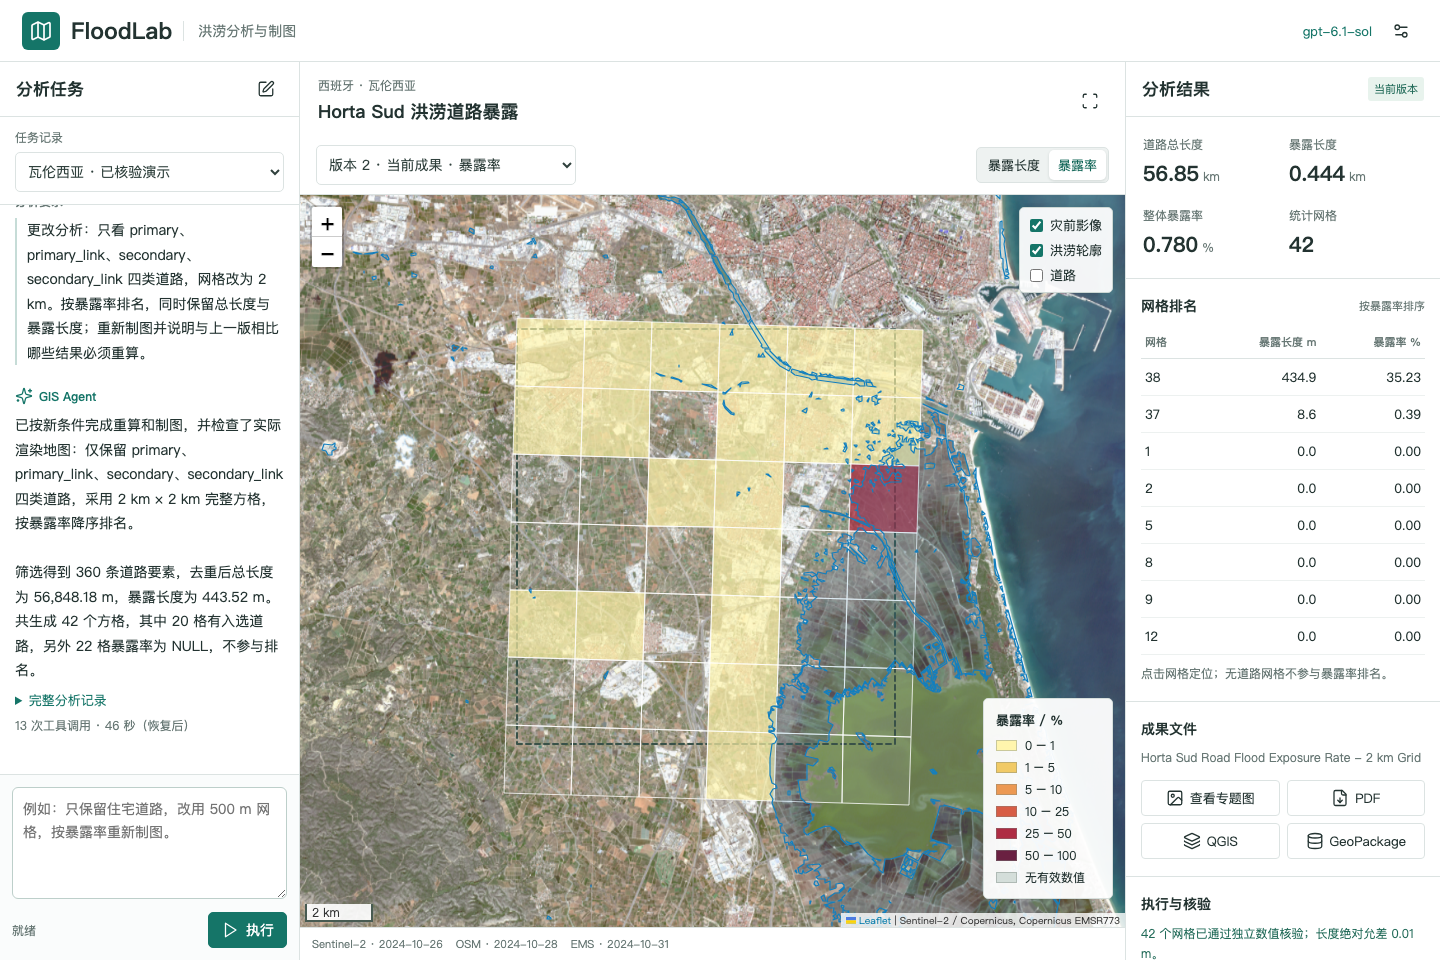 FloodLab
洪涝分析与制图
gpt-6.1-sol
分析任务
任务记录
瓦伦西亚 · 已核验演示
更改分析：只看 primary、
primary_link、secondary、
secondary_link 四类道路，网格改为 2
km。按暴露率排名，同时保留总长度与
暴露长度；重新制图并说明与上一版相比
哪些结果必须重算。
GIS Agent
已按新条件完成重算和制图，并检查了实际
渲染地图：仅保留 primary、
primary_link、secondary、secondary_link
四类道路，采用 2 km × 2 km 完整方格，
按暴露率降序排名。
筛选得到 360 条道路要素，去重后总长度
为 56,848.18 m，暴露长度为 443.52 m。
共生成 42 个方格，其中 20 格有入选道
路，另外 22 格暴露率为 NULL，不参与排
名。
完整分析记录
13 次工具调用 · 46 秒（恢复后）
例如：只保留住宅道路，改用 500 m 网
格，按暴露率重新制图。
就绪
执行
西班牙 · 瓦伦西亚
Horta Sud 洪涝道路暴露
版本 2 · 当前成果 · 暴露率
暴露长度
暴露率
+
−
灾前影像
洪涝轮廓
道路
暴露率 / %
0 – 1
1 – 5
5 – 10
10 – 25
25 – 50
50 – 100
无有效数值
2 km
Leaflet | Sentinel-2 / Copernicus, Copernicus EMSR773
Sentinel-2 · 2024-10-26 OSM · 2024-10-28 EMS · 2024-10-31
分析结果
当前版本
道路总长度 暴露长度
56.85 km 0.444 km
整体暴露率 统计网格
0.780 % 42
网格排名
按暴露率排序
网格 暴露长度 m 暴露率 %
38 434.9 35.23
37 8.6 0.39
1 0.0 0.00
2 0.0 0.00
5 0.0 0.00
8 0.0 0.00
9 0.0 0.00
12 0.0 0.00
点击网格定位；无道路网格不参与暴露率排名。
成果文件
Horta Sud Road Flood Exposure Rate – 2 km Grid
查看专题图
PDF
QGIS
GeoPackage
执行与核验
42 个网格已通过独立数值核验；长度绝对允差 0.01
m。